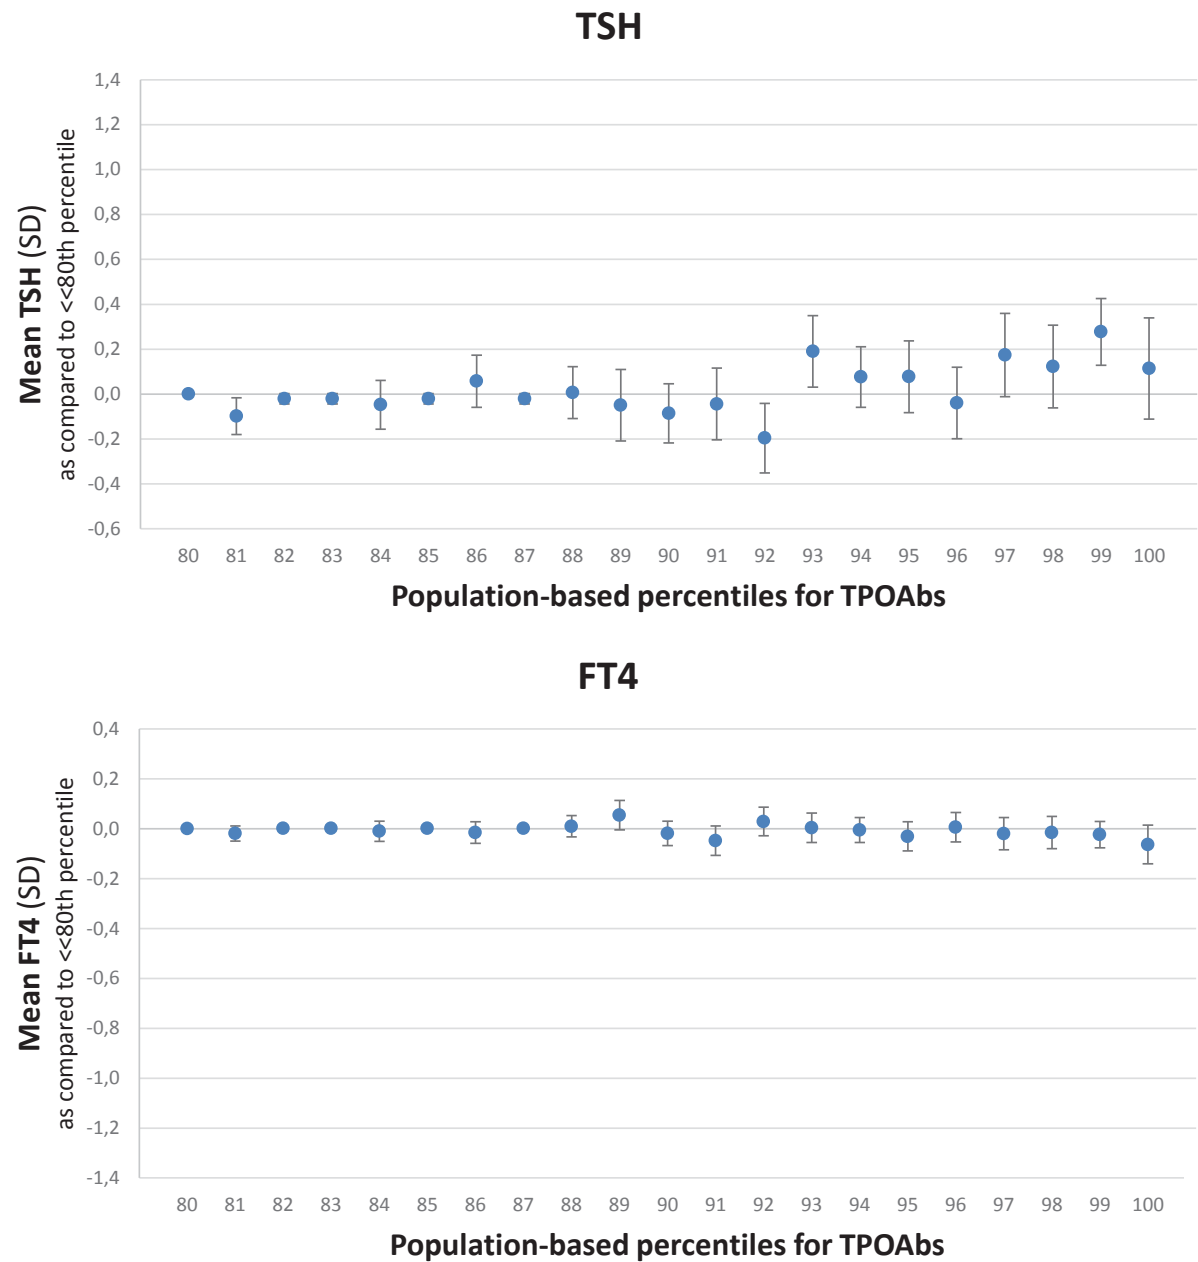 TSH
1,4
1,2
1,0
0,8
0,6
0,4
0,2
0,0
-0,2
-0,4
-0,6
Mean TSH (SD)
as compared to <<80th percentile
80 81 82 83 84 85 86 87 88 89 90 91 92 93 94 95 96 97 98 99 100
Population-based percentiles for TPOAbs
FT4
0,4
0,2
0,0
-0,2
-0,4
-0,6
-0,8
-1,0
-1,2
-1,4
Mean FT4 (SD)
as compared to <<80th percentile
80 81 82 83 84 85 86 87 88 89 90 91 92 93 94 95 96 97 98 99 100
Population-based percentiles for TPOAbs